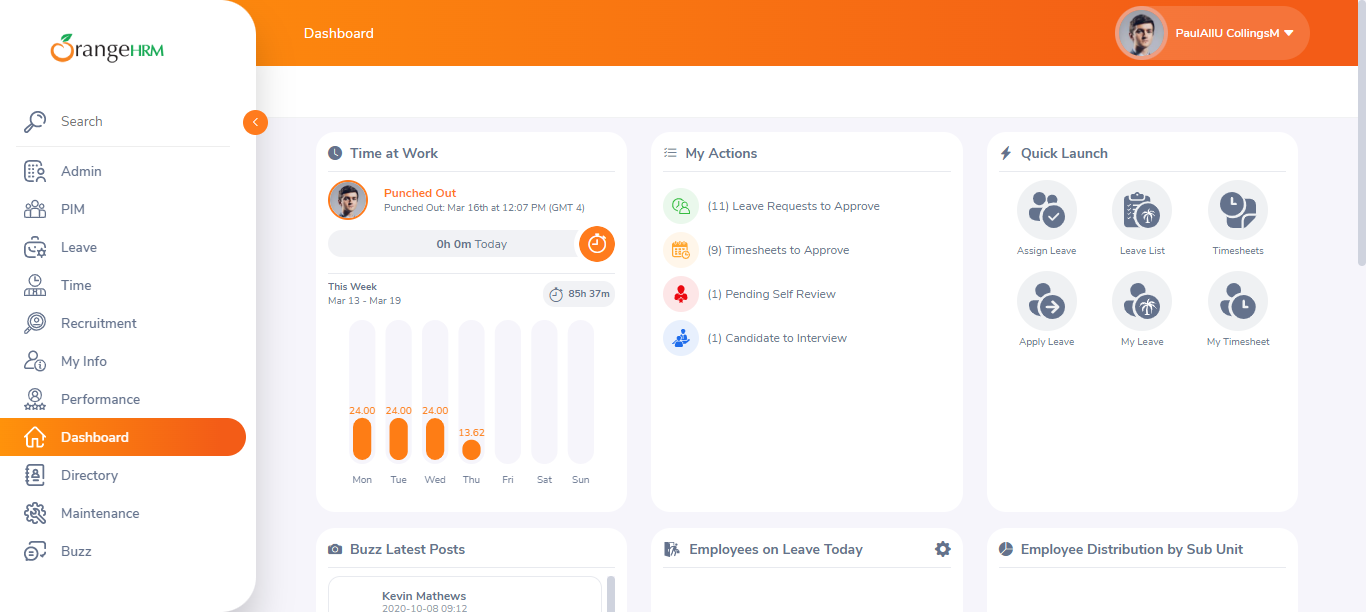 OrangeHRM
Dashboard
PaulAllU CollingsM
Search
Admin
PIM
Leave
Time
Recruitment
My Info
Performance
Dashboard
Directory
Maintenance
Buzz
Time at Work
Punched Out
Punched Out: Mar 16th at 12:07 PM (GMT 4)
0h 0m Today
This Week
Mar 13 - Mar 19
85h 37m
24.00 24.00 24.00
13.62
Mon Tue Wed Thu Fri Sat Sun
My Actions
(11) Leave Requests to Approve
(9) Timesheets to Approve
(1) Pending Self Review
(1) Candidate to Interview
Quick Launch
Assign Leave Leave List Timesheets
Apply Leave My Leave My Timesheet
Buzz Latest Posts
Kevin Mathews
2020-10-08 09:12
Employees on Leave Today
Employee Distribution by Sub Unit